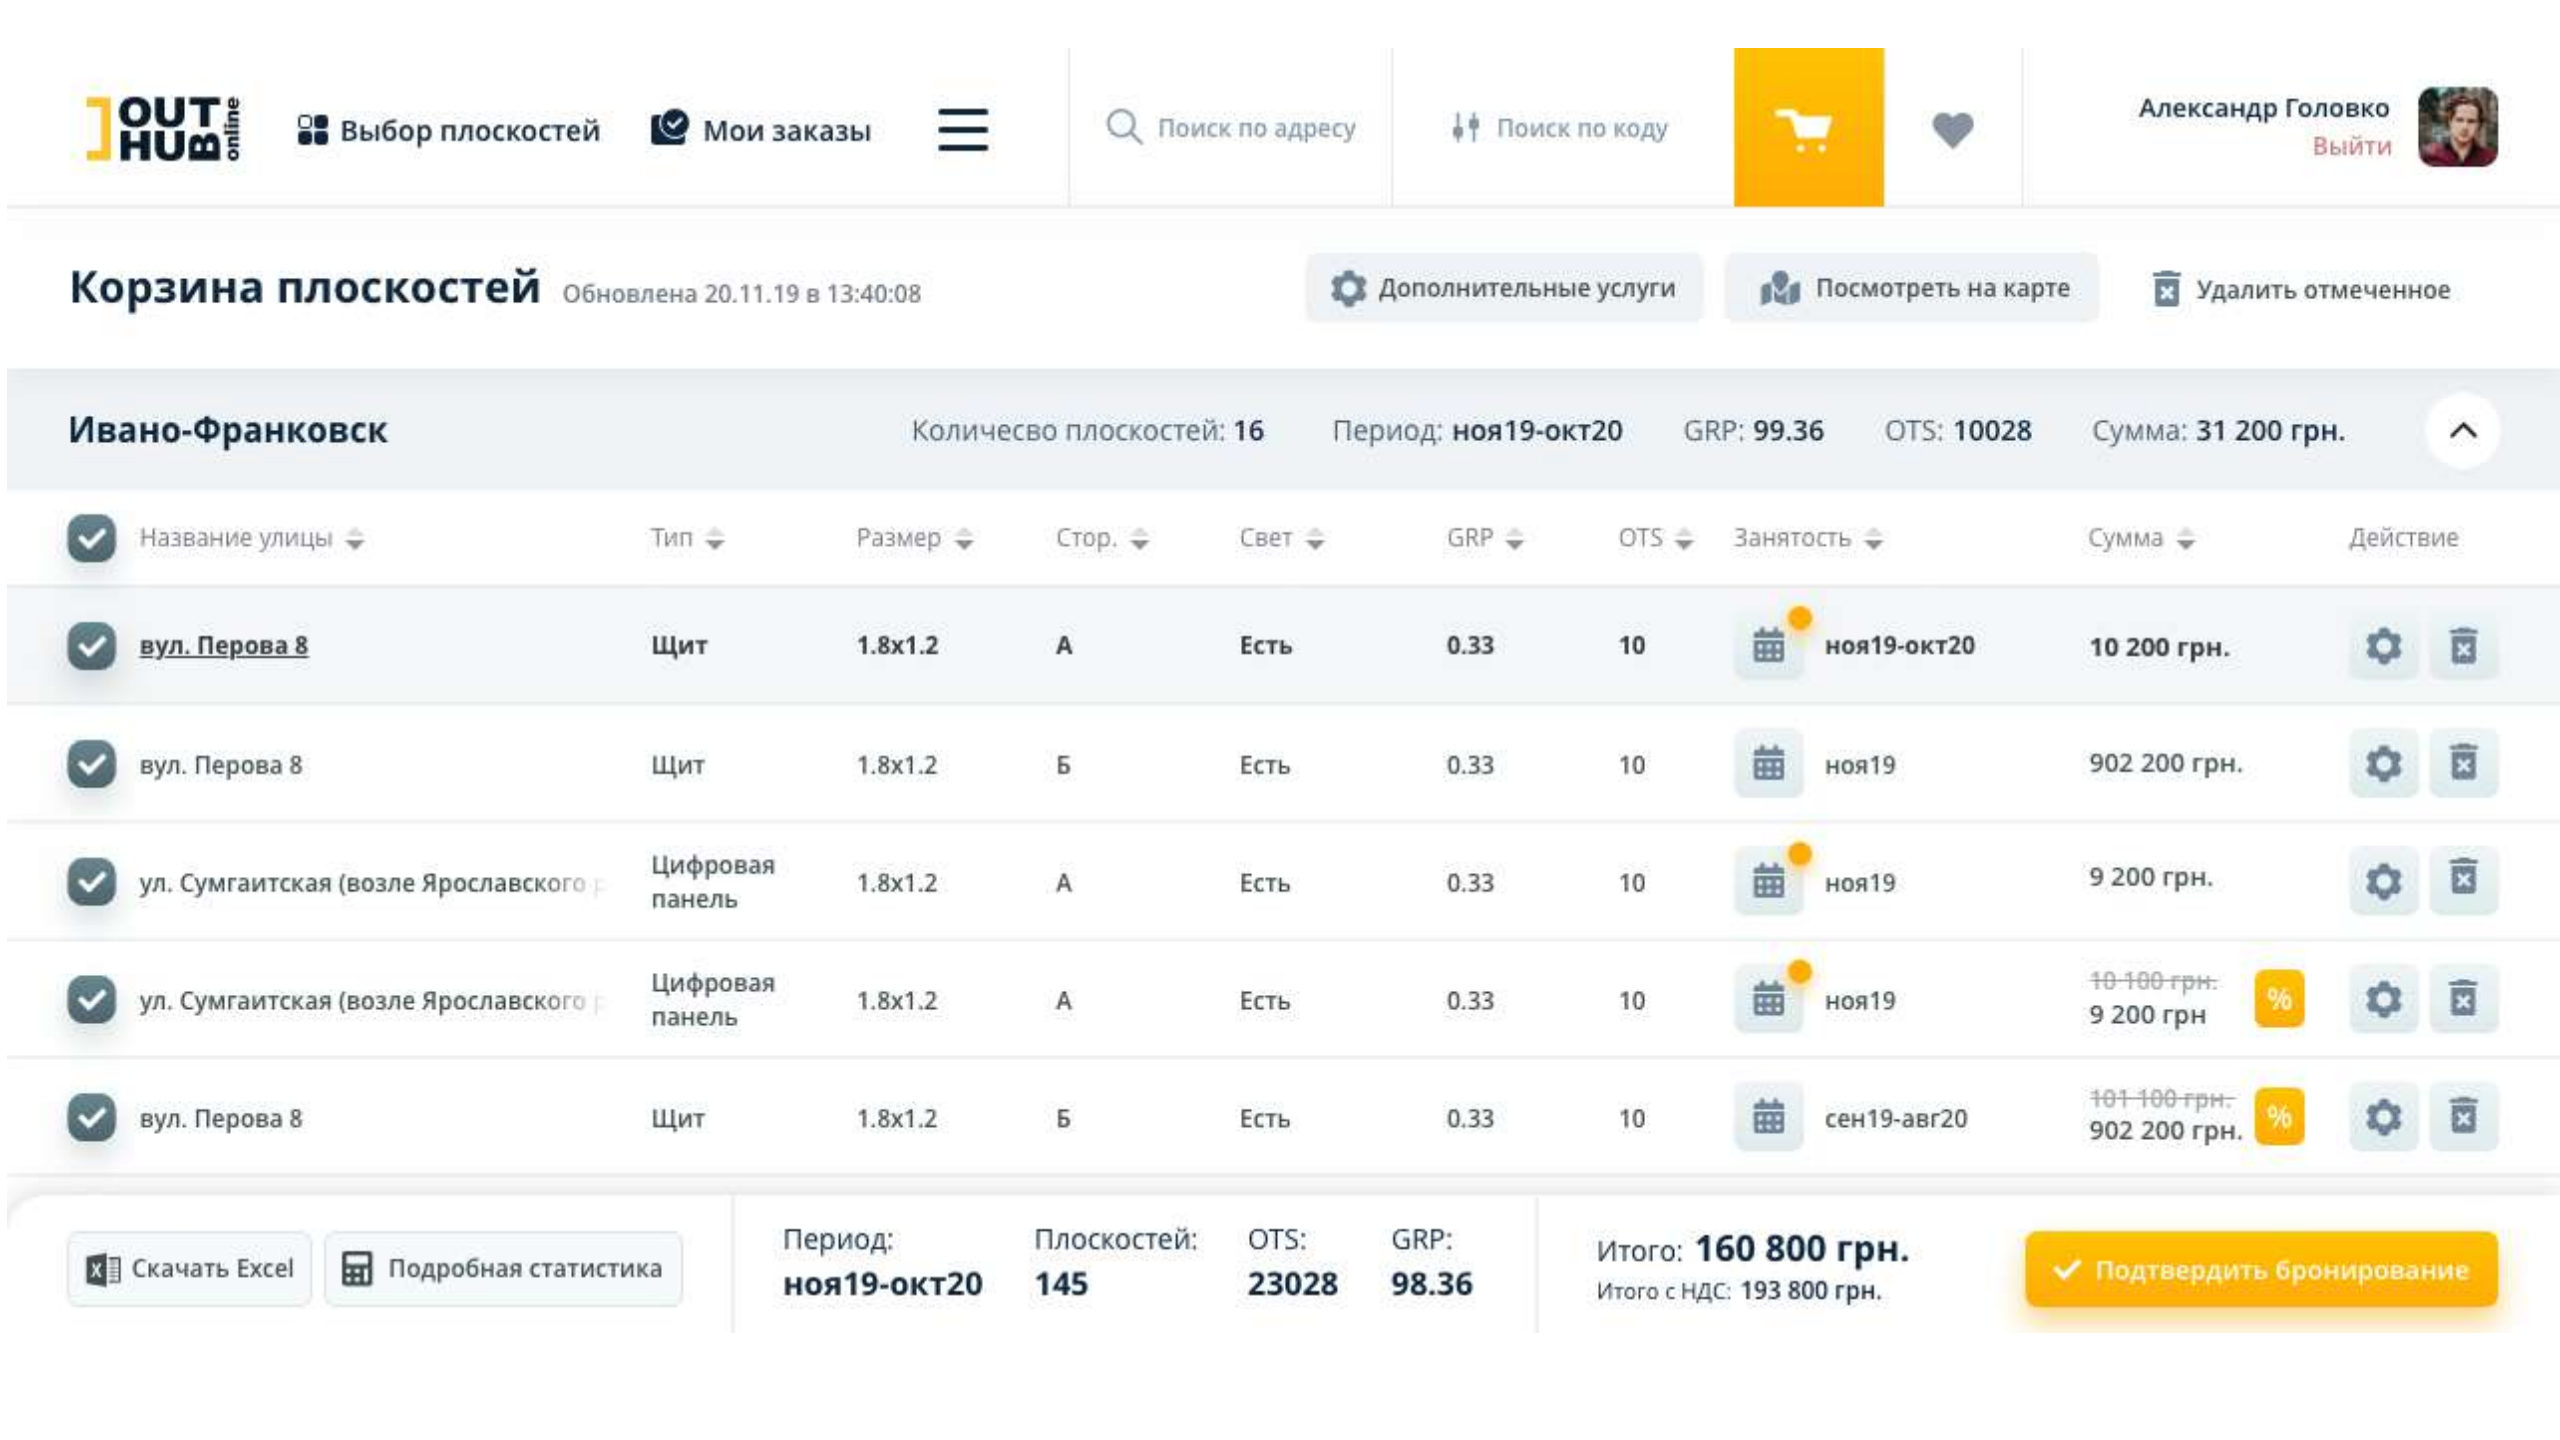 OUT
HUB
online
Выбор плоскостей
Мои заказы
Поиск по адресу
Поиск по коду
Александр Головко
Выйти
Корзина плоскостей Обновлена 20.11.19 в 13:40:08
Дополнительные услуги
Посмотреть на карте
Удалить отмеченное
Ивано-Франковск Количесво плоскостей: 16 Период: ноя19-окт20 GRP: 99.36 OTS: 10028 Сумма: 31 200 грн.
Название улицы Тип Размер Стор. Свет GRP OTS Занятость Сумма Действие
вул. Перова 8 Щит 1.8x1.2 А Есть 0.33 10 ноя19-окт20 10 200 грн.
вул. Перова 8 Щит 1.8x1.2 Б Есть 0.33 10 ноя19 902 200 грн.
ул. Сумгаитская (возле Ярославского Цифровая панель 1.8x1.2 А Есть 0.33 10 ноя19 9 200 грн.
ул. Сумгаитская (возле Ярославского Цифровая панель 1.8x1.2 А Есть 0.33 10 ноя19 10 100 грн. 9 200 грн %
вул. Перова 8 Щит 1.8x1.2 Б Есть 0.33 10 сен19-авг20 101 100 грн. 902 200 грн. %
Скачать Excel
Подробная статистика
Период: ноя19-окт20
Плоскостей: 145
OTS: 23028
GRP: 98.36
Итого: 160 800 грн.
Итого с НДС: 193 800 грн.
Подтвердить бронирование